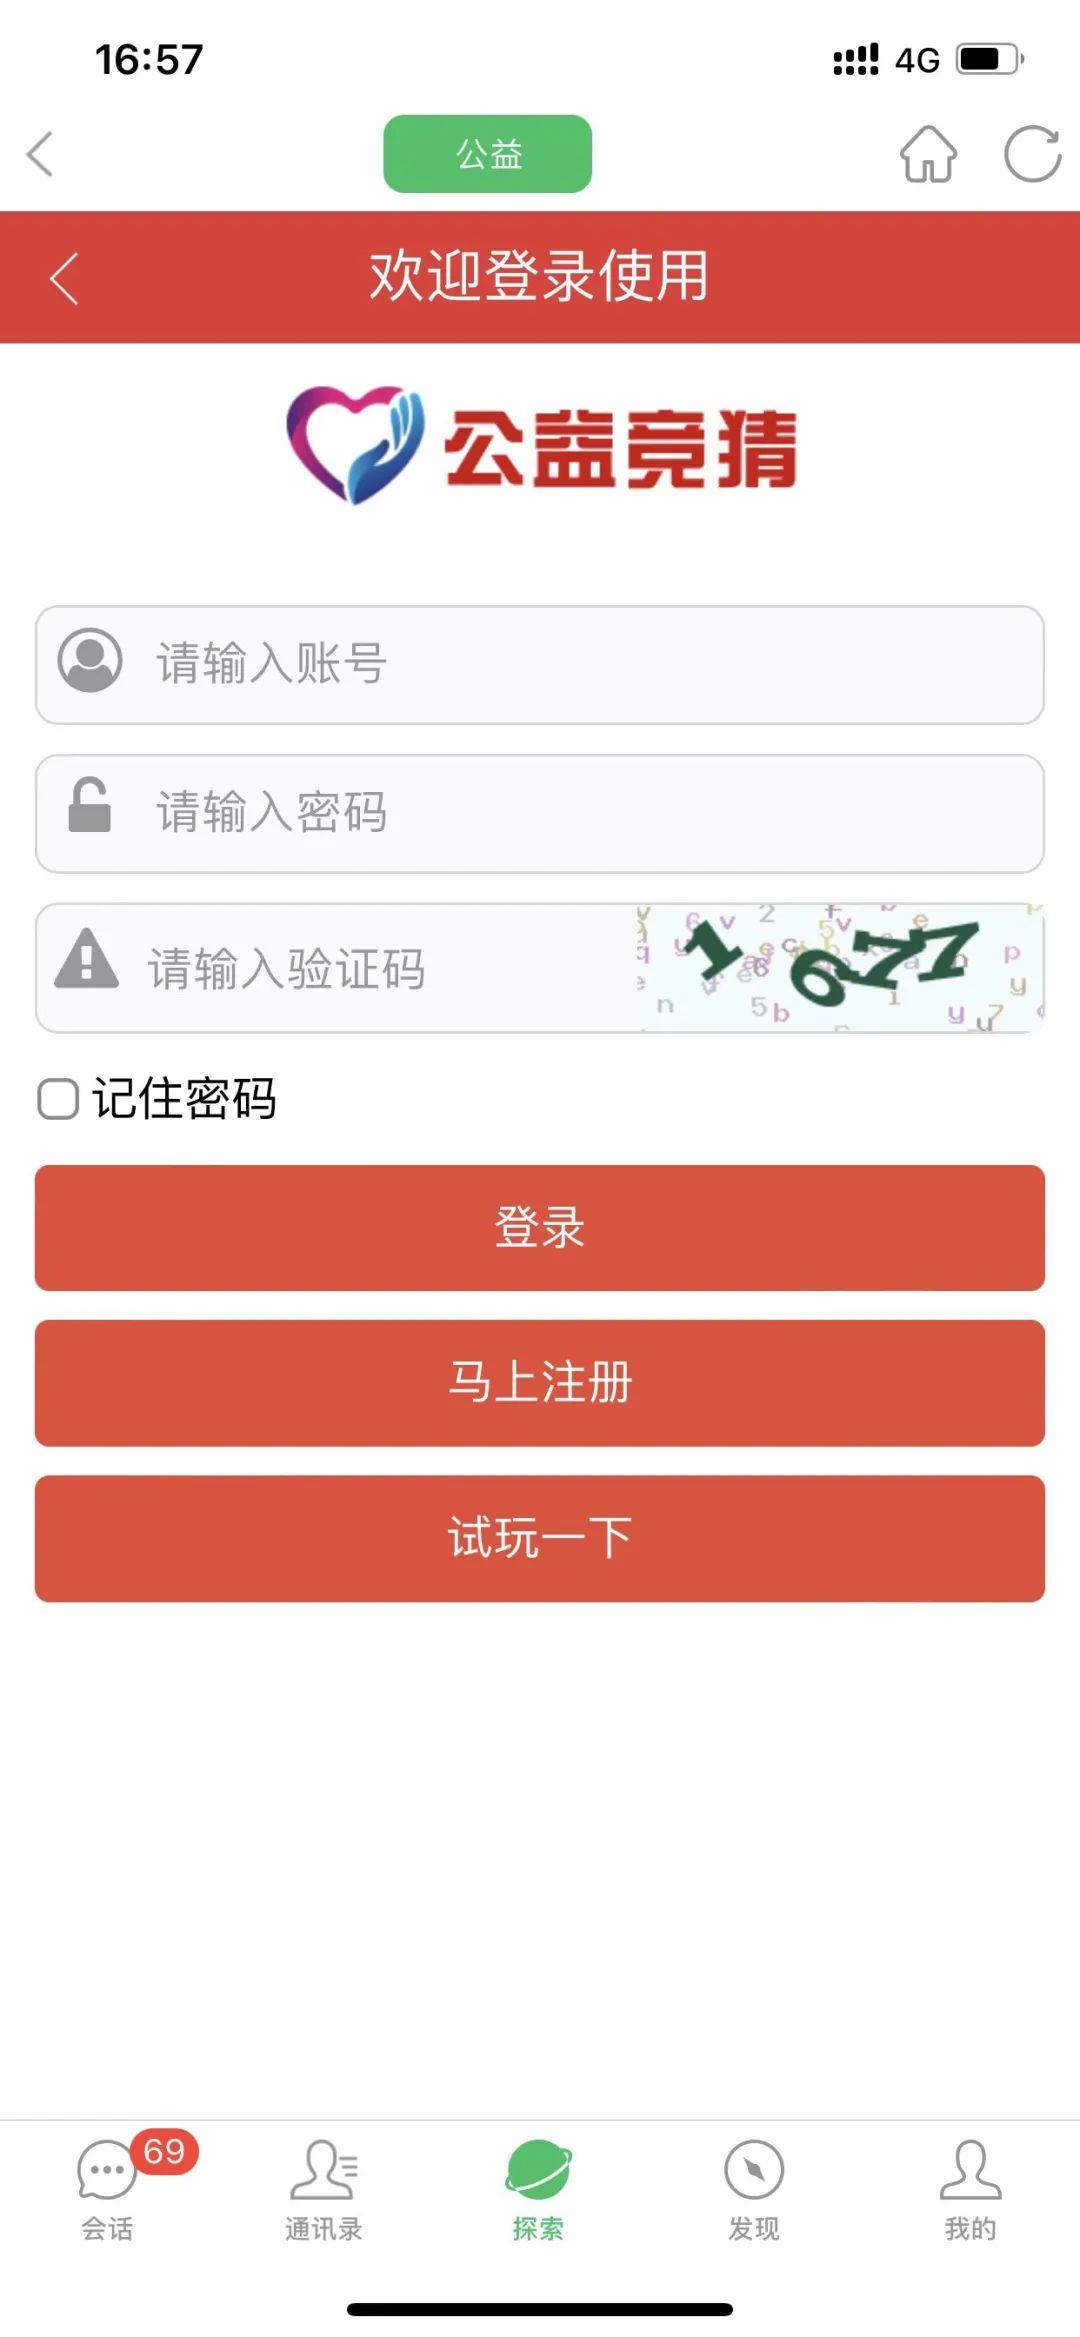 16:57
4G
公益
欢迎登录使用
公益竞猜
请输入账号
请输入密码
请输入验证码
1677
记住密码
登录
马上注册
试玩一下
69
会话
通讯录
探索
发现
我的